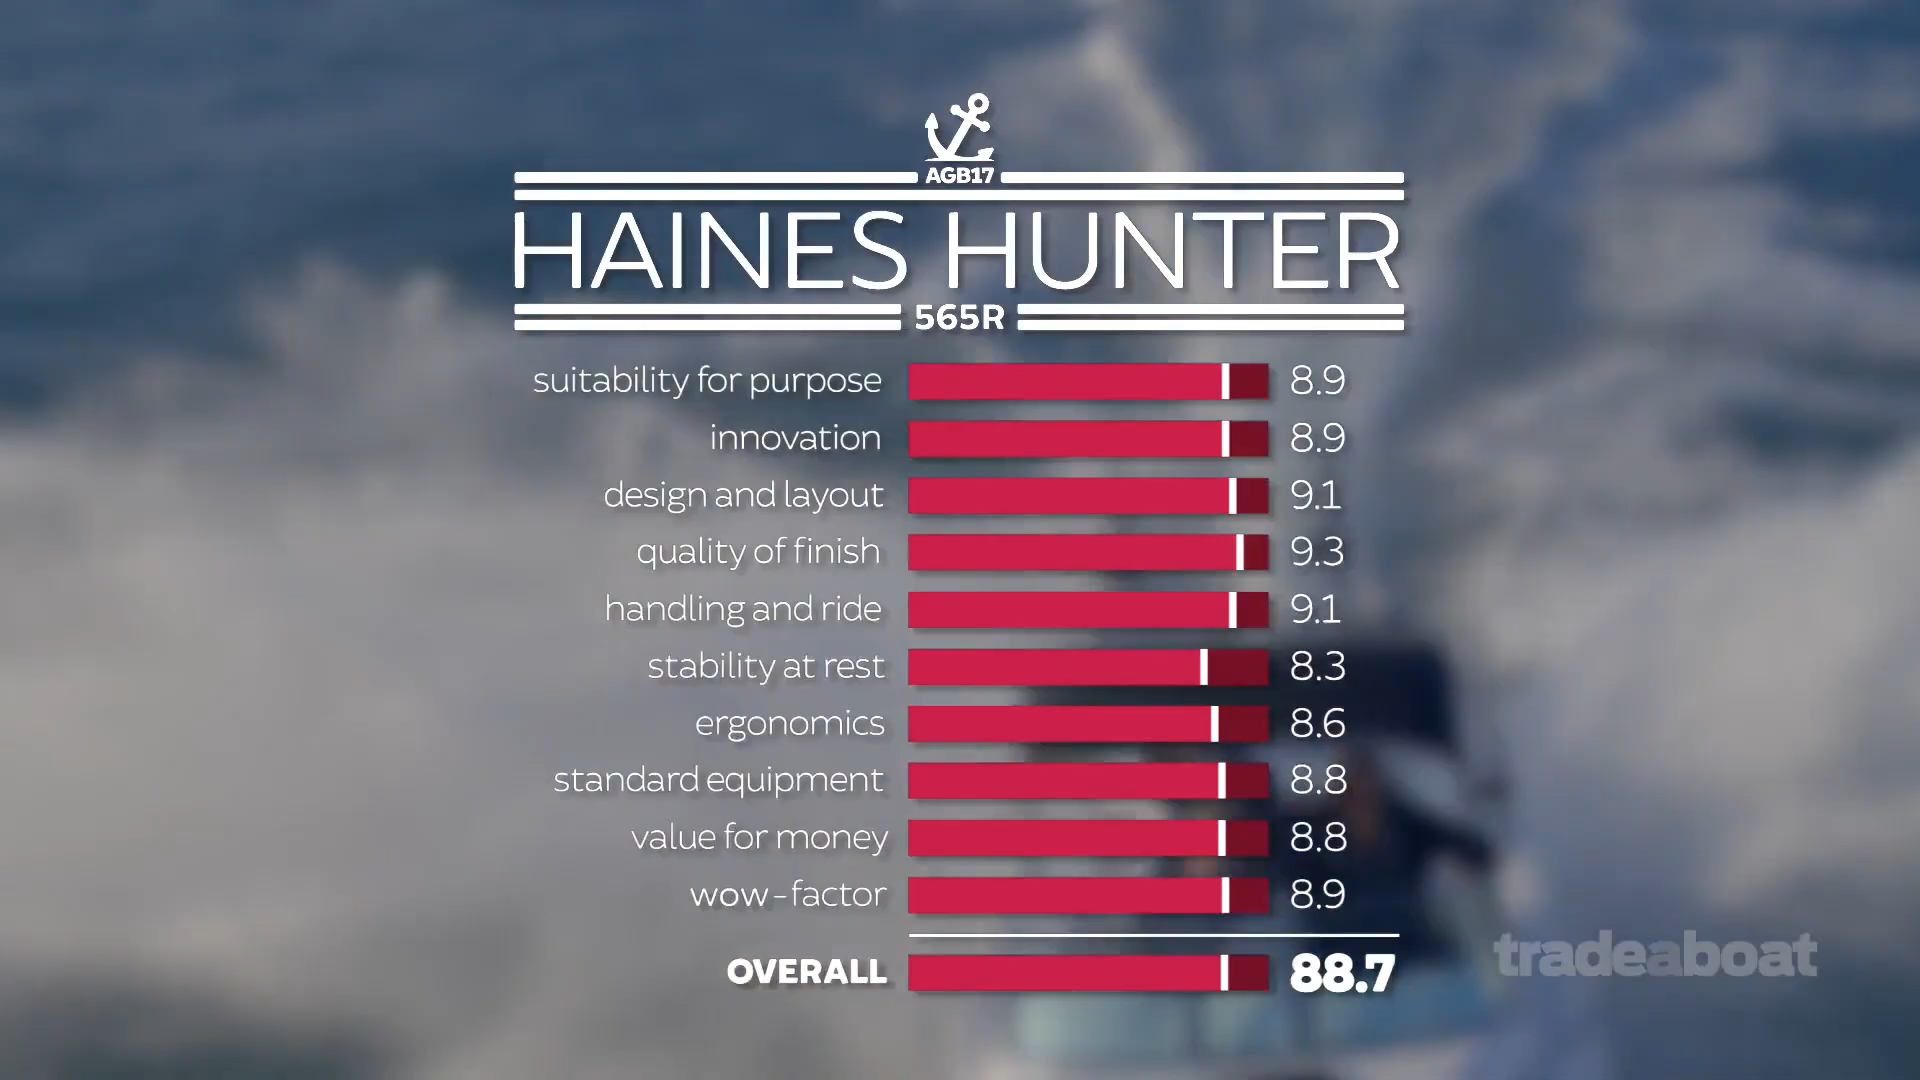 AGB17
HAINES HUNTER
565R
suitability for purpose 8.9
innovation 8.9
design and layout 9.1
quality of finish 9.3
handling and ride 9.1
stability at rest 8.3
ergonomics 8.6
standard equipment 8.8
value for money 8.8
wow-factor 8.9
OVERALL 88.7
tradeaboat